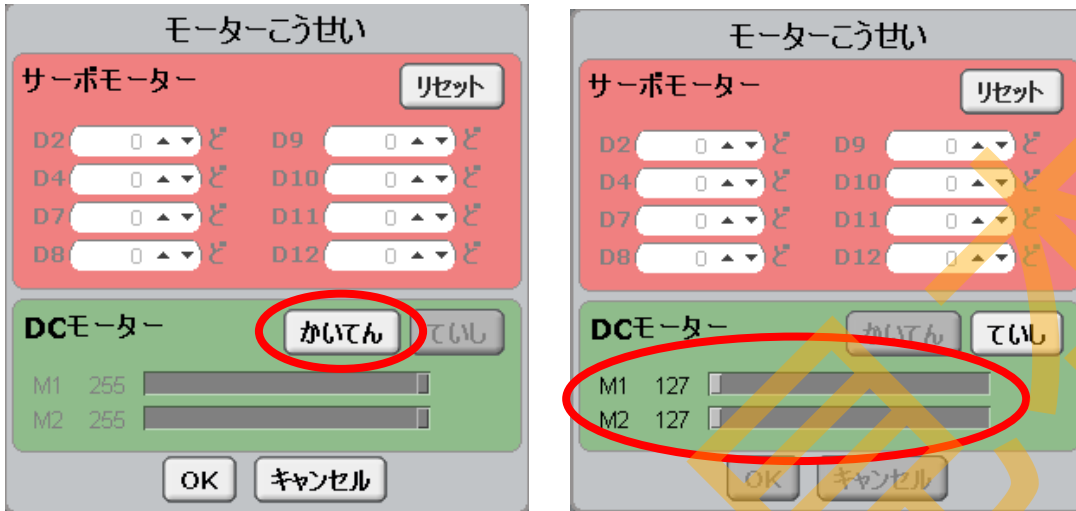 モーターこうせい
サーボモーター リセット
D2 0 ど D9 0 ど
D4 0 ど D10 0 ど
D7 0 ど D11 0 ど
D8 0 ど D12 0 ど
DCモーター かいてん ていし
M1 255
M2 255
OK キャンセル
モーターこうせい
サーボモーター リセット
D2 0 ど D9 0 ど
D4 0 ど D10 0 ど
D7 0 ど D11 0 ど
D8 0 ど D12 0 ど
DCモーター かいてん ていし
M1 127
M2 127
OK キャンセル